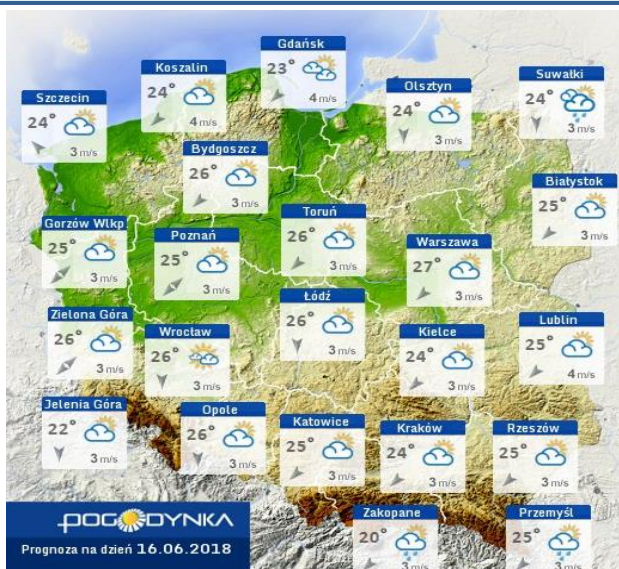 Gdańsk
23°
4 m/s
Koszalin
24°
4 m/s
Suwałki
24°
3 m/s
Olsztyn
24°
3 m/s
Szczecin
24°
3 m/s
Bydgoszcz
26°
3 m/s
Białystok
25°
3 m/s
Toruń
26°
3 m/s
Gorzów Wlkp
25°
3 m/s
Poznań
25°
3 m/s
Warszawa
27°
3 m/s
Łódź
26°
3 m/s
Zielona Góra
26°
3 m/s
Wrocław
26°
3 m/s
Kielce
24°
3 m/s
Lublin
25°
4 m/s
Jelenia Góra
22°
3 m/s
Opole
26°
3 m/s
Katowice
25°
3 m/s
Kraków
24°
3 m/s
Rzeszów
25°
3 m/s
Zakopane
20°
3 m/s
Przemyśl
25°
3 m/s
POGODYNKA
Prognoza na dzień 16.06.2018